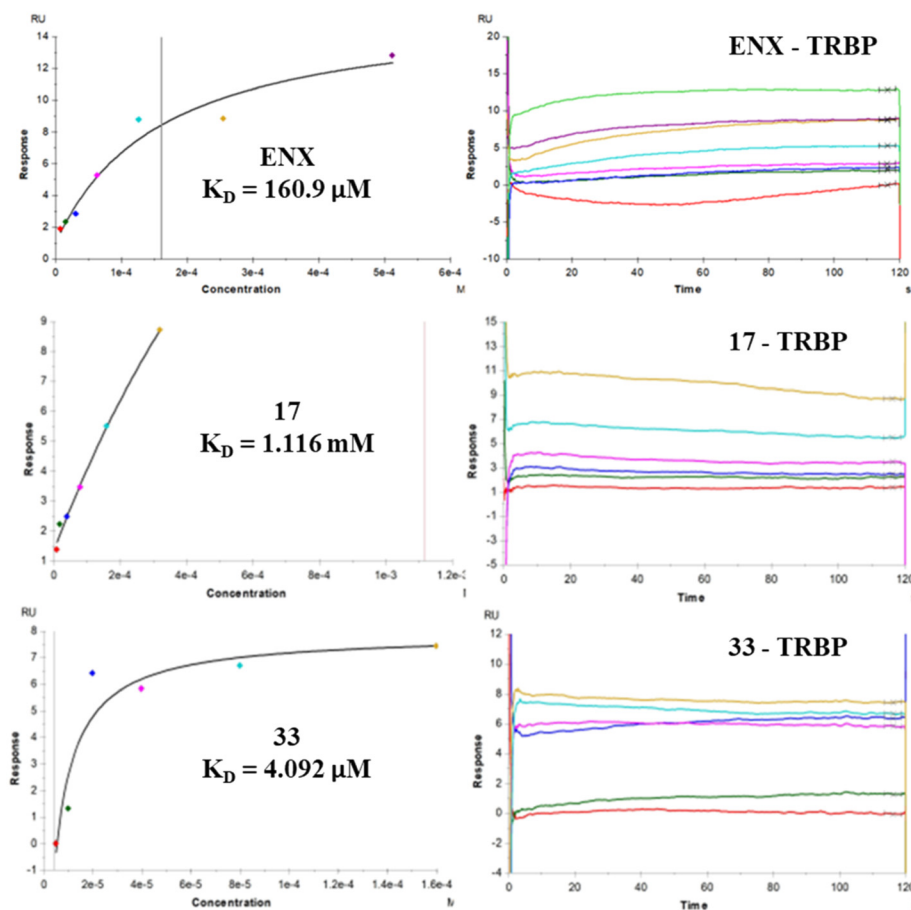 RU
14
12
10
8
6
4
2
0
Response
ENX
K_D = 160.9 μM
0 1e-4 2e-4 3e-4 4e-4 5e-4 6e-4
Concentration M
RU
20
15
10
5
0
-5
-10
Response
ENX - TRBP
0 20 40 60 80 100 120
Time s
9
8
7
6
5
4
3
2
1
Response
17
K_D = 1.116 mM
0 2e-4 4e-4 6e-4 8e-4 1e-3
Concentration
15
13
11
9
7
5
3
1
-1
-3
-5
Response
17 - TRBP
0 20 40 60 80 100 120
Time
RU
8
7
6
5
4
3
2
1
0
-1
Response
33
K_D = 4.092 μM
0 2e-5 4e-5 6e-5 8e-5 1e-4 1.2e-4 1.4e-4 1.6e-4
Concentration
RU
12
10
8
6
4
2
0
-2
-4
Response
33 - TRBP
0 20 40 60 80 100 120
Time s